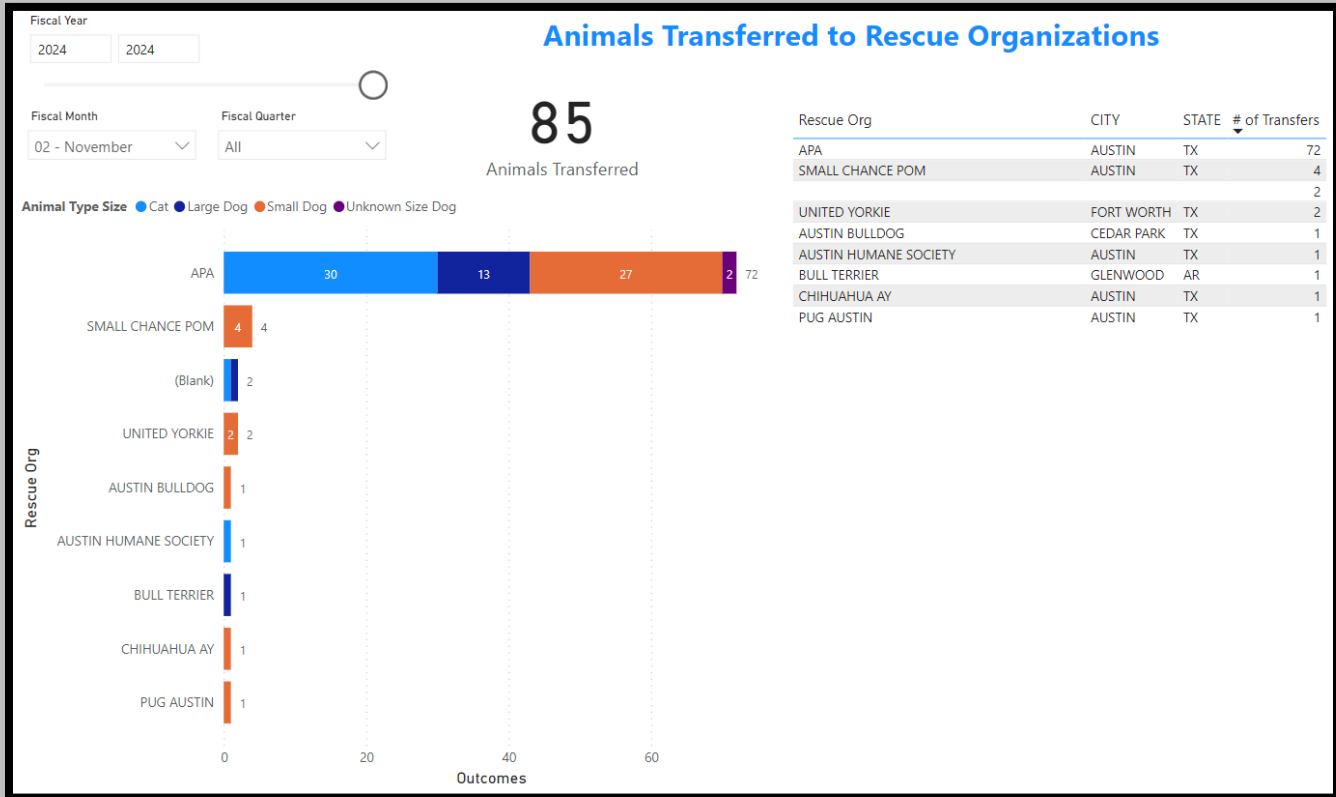 Fiscal Year
2024 2024
Animals Transferred to Rescue Organizations
Fiscal Month Fiscal Quarter
02 - November All
85
Animals Transferred
Animal Type Size Cat Large Dog Small Dog Unknown Size Dog
APA 30 13 27 2 72
SMALL CHANCE POM 4 4
(Blank) 2
UNITED YORKIE 2 2
AUSTIN BULLDOG 1
AUSTIN HUMANE SOCIETY 1
BULL TERRIER 1
CHIHUAHUA AY 1
PUG AUSTIN 1
Rescue Org
0 20 40 60
Outcomes
Rescue Org CITY STATE # of Transfers
APA AUSTIN TX 72
SMALL CHANCE POM AUSTIN TX 4
2
UNITED YORKIE FORT WORTH TX 2
AUSTIN BULLDOG CEDAR PARK TX 1
AUSTIN HUMANE SOCIETY AUSTIN TX 1
BULL TERRIER GLENWOOD AR 1
CHIHUAHUA AY AUSTIN TX 1
PUG AUSTIN AUSTIN TX 1